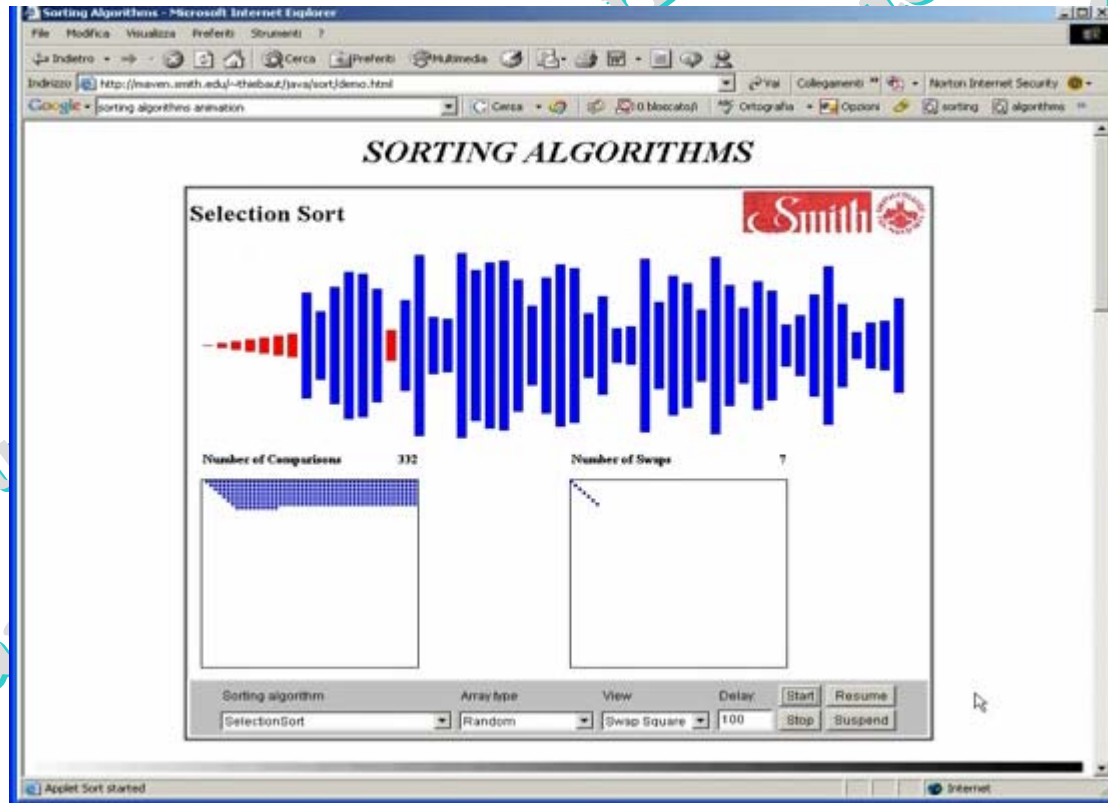 Sorting Algorithms - Microsoft Internet Explorer
File Modifica Visualizza Preferiti Strumenti ?
Indietro Cerca Preferiti Multimedia
Indirizzo http://maven.smith.edu/~thiebaut/java/sort/demo.html Vai Collegamenti » Norton Internet Security
Google sorting algorithms animation Cerca 0 bloccato/i Ortografia Opzioni sorting algorithms »
SORTING ALGORITHMS
Selection Sort
Smith
Number of Comparisons 332
Number of Swaps 7
Sorting algorithm Array type View Delay: Start Resume
SelectionSort Random Swap Square 100 Stop Suspend
Applet Sort started Internet